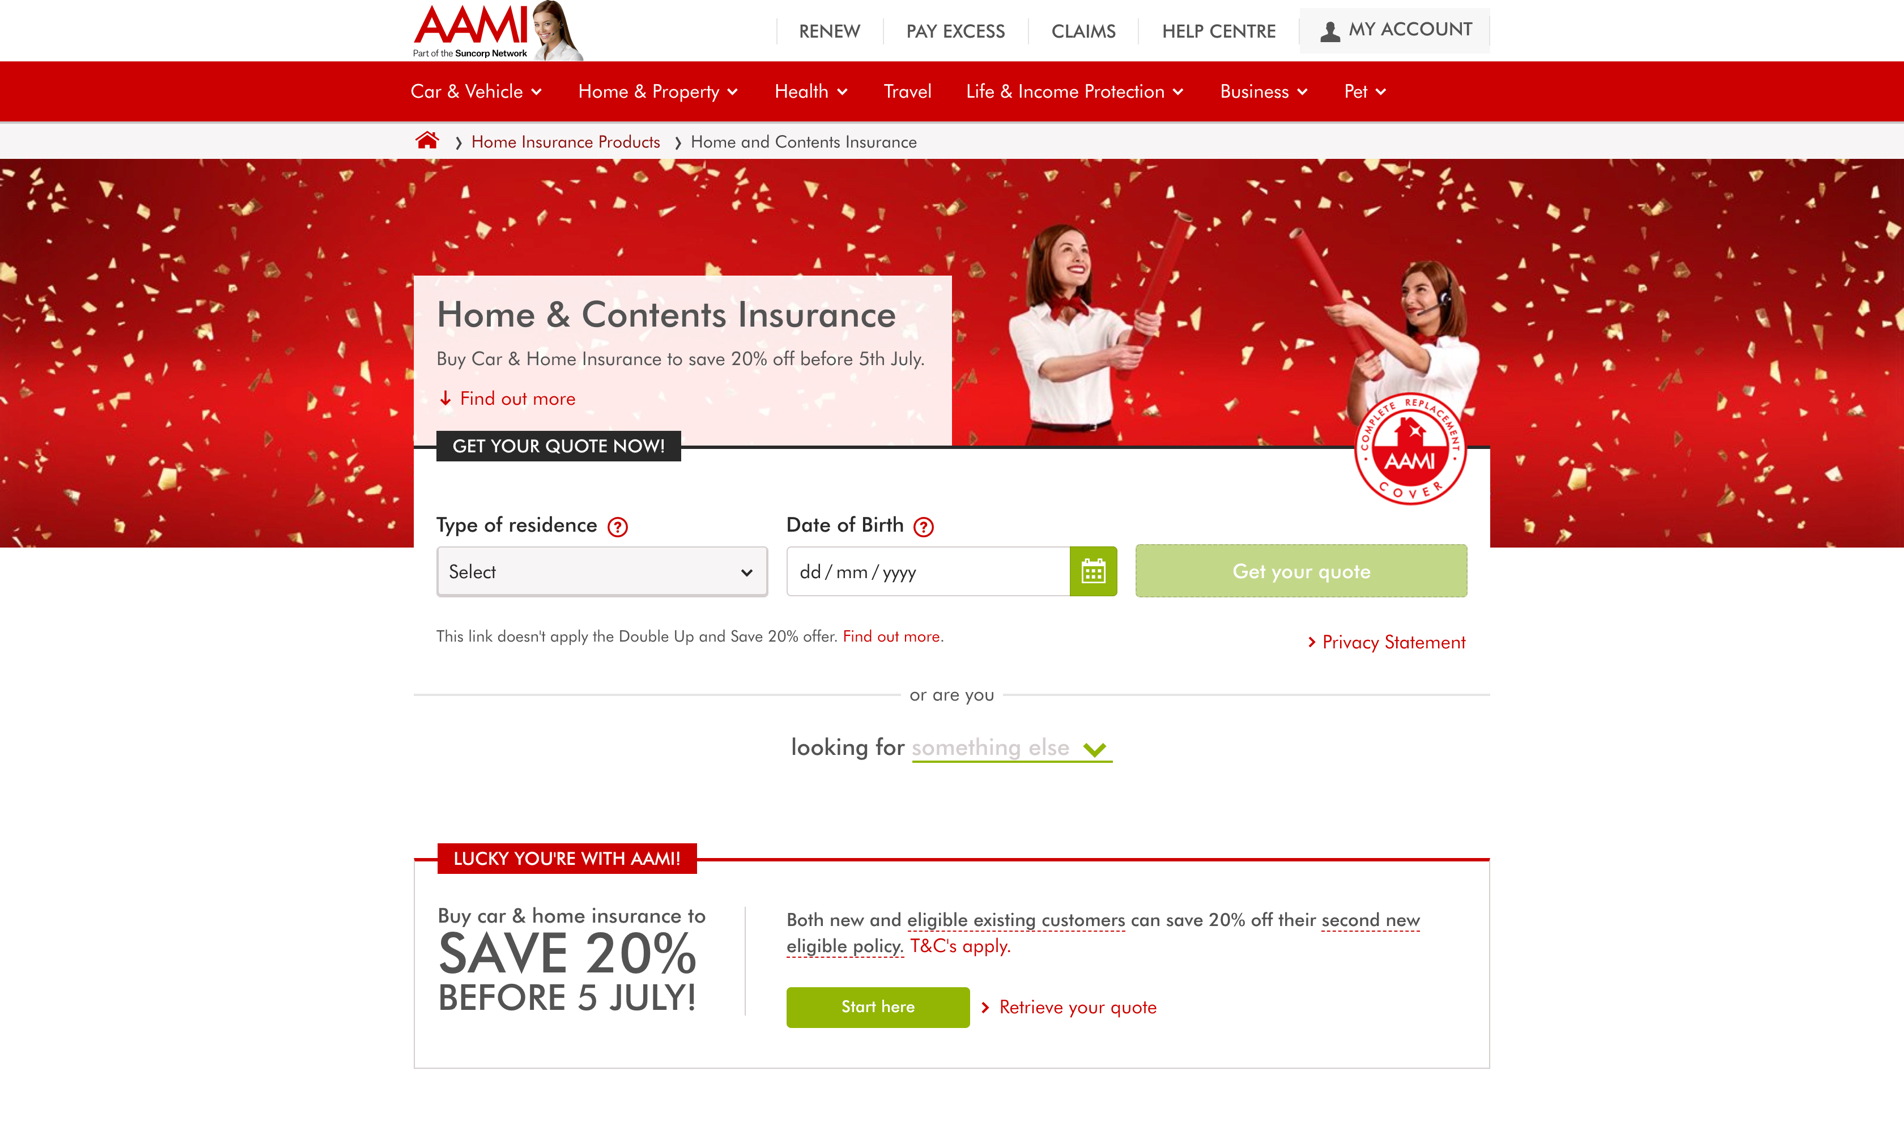 AAMI
Part of the Suncorp Network
RENEW
PAY EXCESS
CLAIMS
HELP CENTRE
MY ACCOUNT
Car & Vehicle
Home & Property
Health
Travel
Life & Income Protection
Business
Pet
Home Insurance Products
Home and Contents Insurance
Home & Contents Insurance
Buy Car & Home Insurance to save 20% off before 5th July.
Find out more
GET YOUR QUOTE NOW!
COMPLETE REPLACEMENT
AAMI
COVER
Type of residence ?
Date of Birth ?
Select
dd / mm / yyyy
Get your quote
This link doesn't apply the Double Up and Save 20% offer. Find out more.
Privacy Statement
or are you
looking for something else
LUCKY YOU'RE WITH AAMI!
Buy car & home insurance to
SAVE 20%
BEFORE 5 JULY!
Both new and eligible existing customers can save 20% off their second new
eligible policy. T&C's apply.
Start here
Retrieve your quote